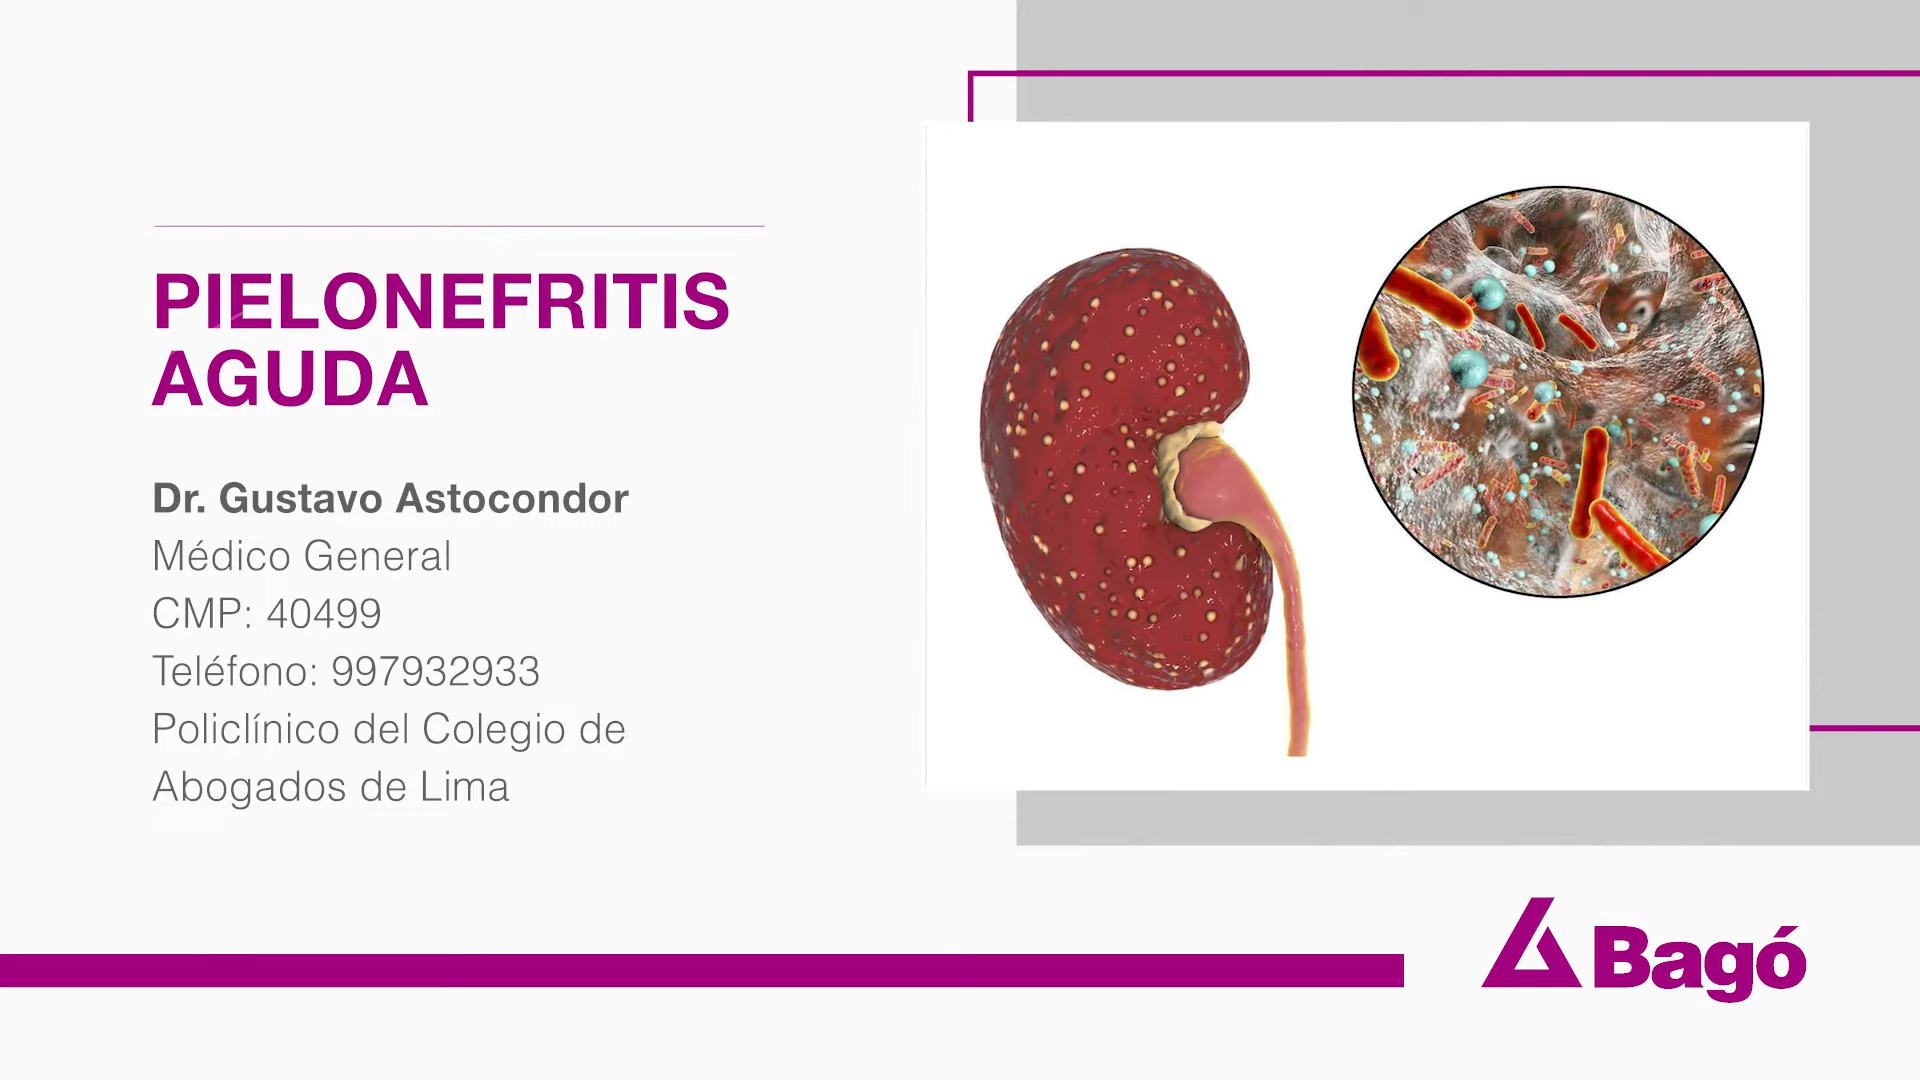 PIELONEFRITIS
AGUDA
Dr. Gustavo Astocondor
Médico General
CMP: 40499
Teléfono: 997932933
Policlínico del Colegio de
Abogados de Lima
Bagó